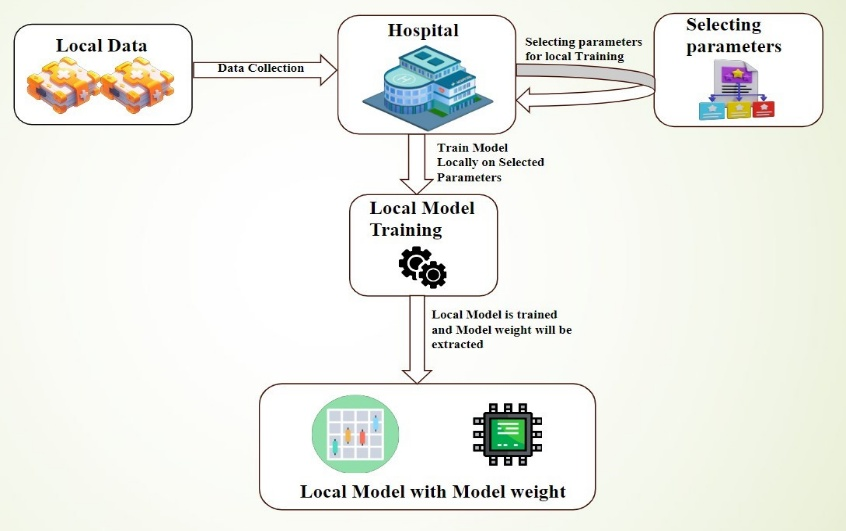 Local Data
Data Collection
Hospital
Selecting parameters
for local Training
Selecting
parameters
Train Model
Locally on Selected
Parameters
Local Model
Training
Local Model is trained
and Model weight will be
extracted
Local Model with Model weight